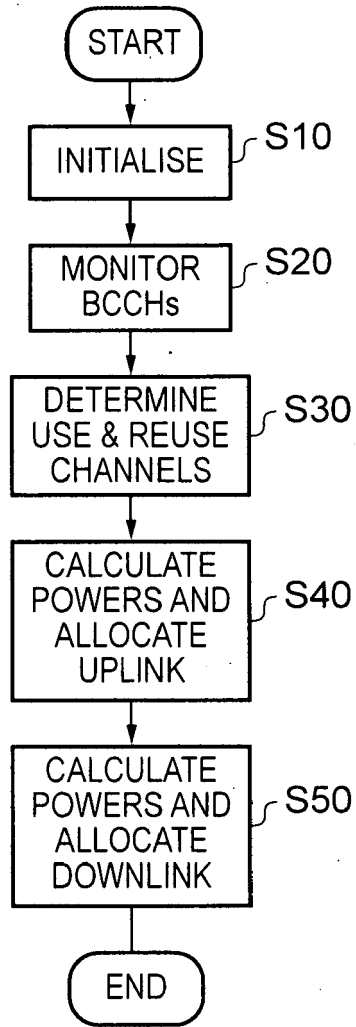 START
INITIALISE
S10
MONITOR
BCCHs
S20
DETERMINE
USE & REUSE
CHANNELS
S30
CALCULATE
POWERS AND
ALLOCATE
UPLINK
S40
CALCULATE
POWERS AND
ALLOCATE
DOWNLINK
S50
END